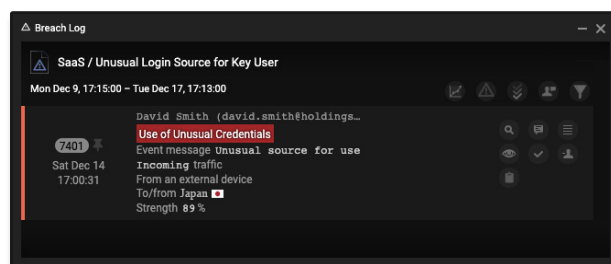 Breach Log
SaaS / Unusual Login Source for Key User
Mon Dec 9, 17:15:00 – Tue Dec 17, 17:13:00
David Smith (david.smith@holdings…
Use of Unusual Credentials
7401
Event message Unusual source for use
Sat Dec 14
Incoming traffic
17:00:31
From an external device
To/from Japan
Strength 89 %